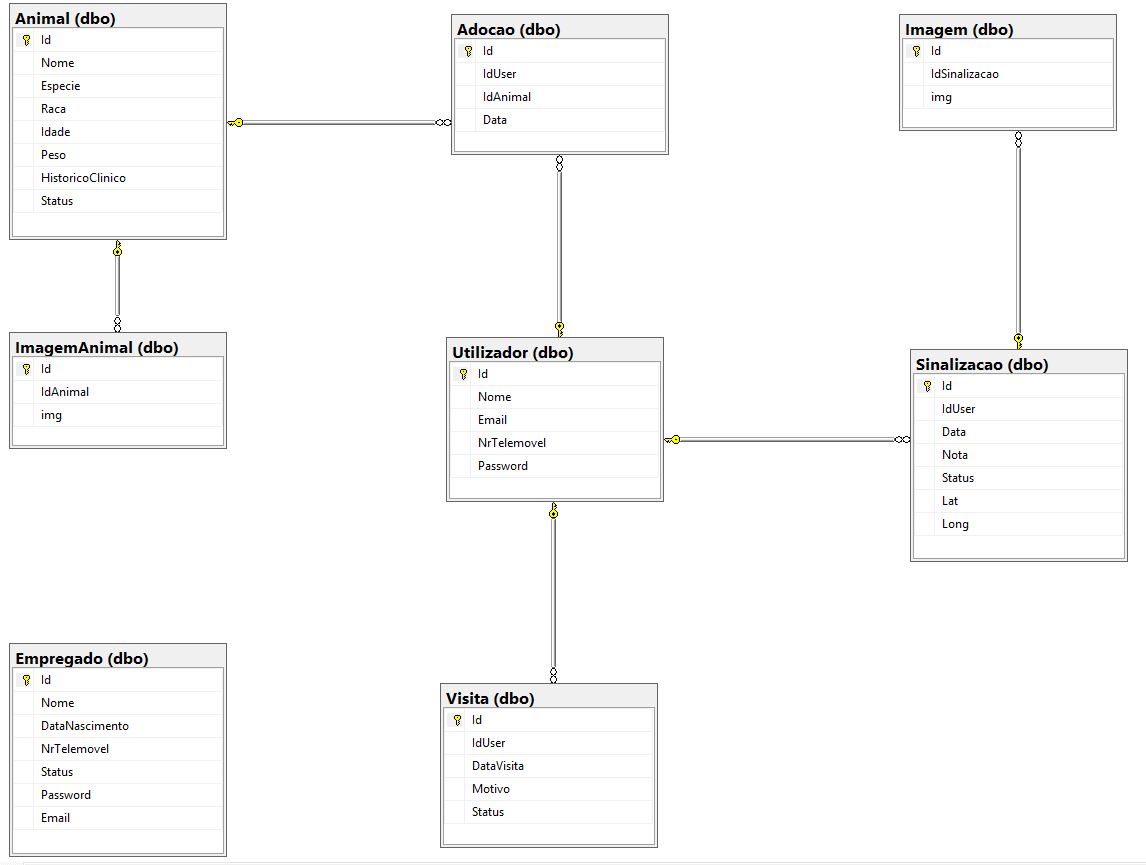 Animal (dbo)
Id
Nome
Especie
Raca
Idade
Peso
HistoricoClinico
Status
Adocao (dbo)
Id
IdUser
IdAnimal
Data
Imagem (dbo)
Id
IdSinalizacao
img
ImagemAnimal (dbo)
Id
IdAnimal
img
Utilizador (dbo)
Id
Nome
Email
NrTelemovel
Password
Sinalizacao (dbo)
Id
IdUser
Data
Nota
Status
Lat
Long
Empregado (dbo)
Id
Nome
DataNascimento
NrTelemovel
Status
Password
Email
Visita (dbo)
Id
IdUser
DataVisita
Motivo
Status